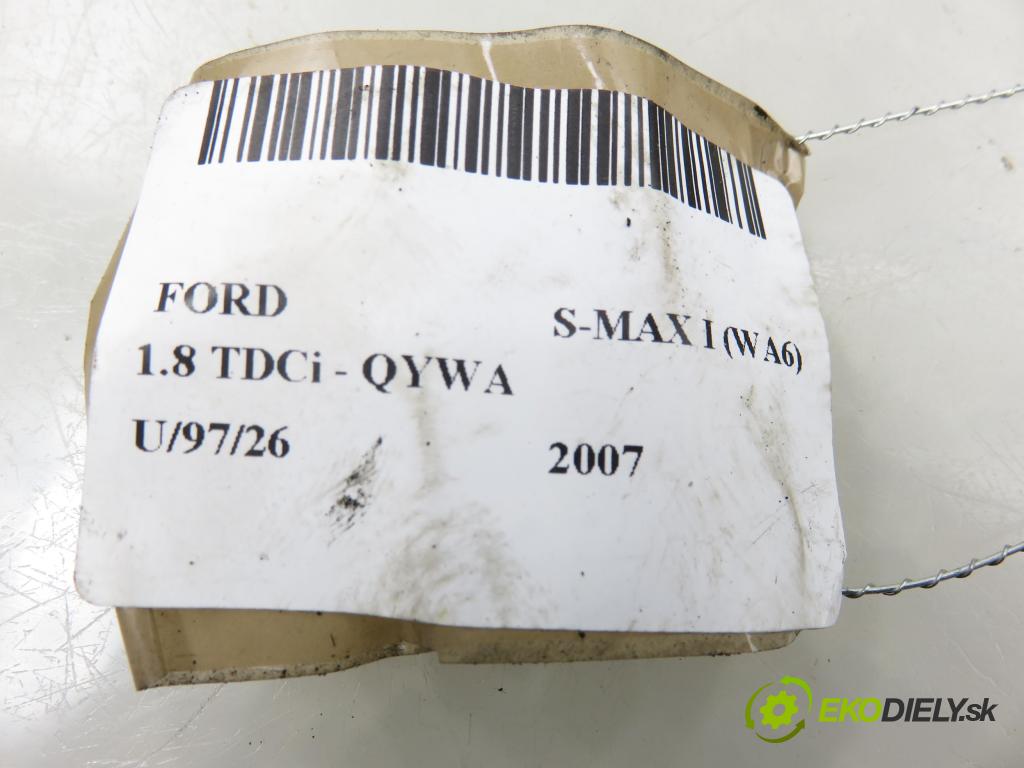 FORD
S-MAX I (WA6)
1.8 TDCi - QYWA
U/97/26
2007
EKODIELY.sk